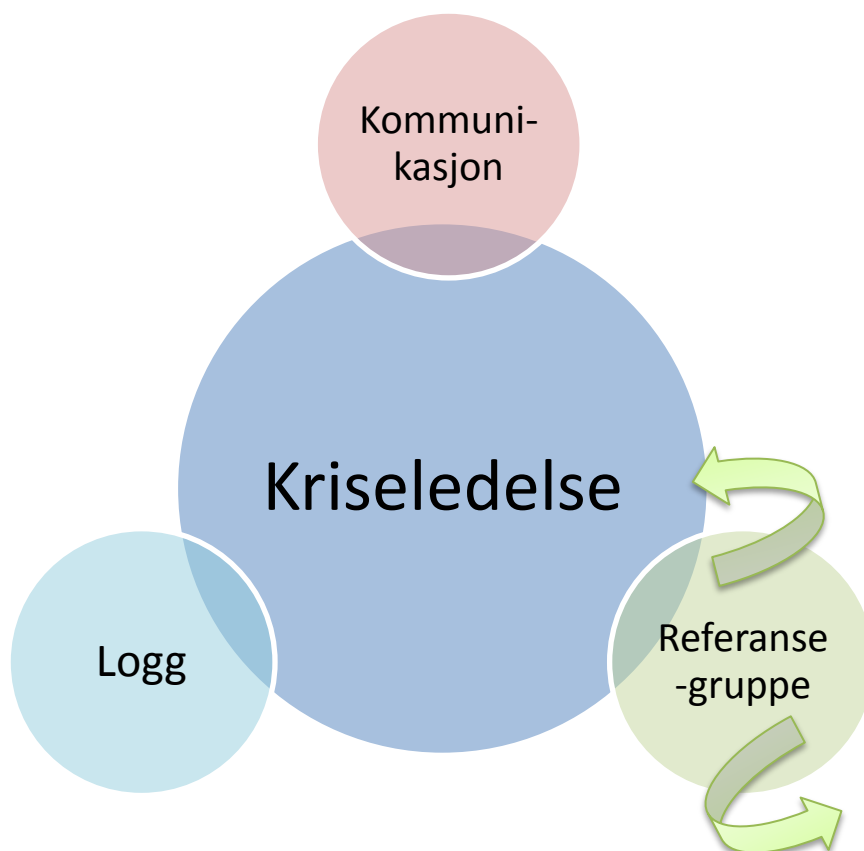 Kommuni-
kasjon
Kriseledelse
Logg
Referanse
-gruppe